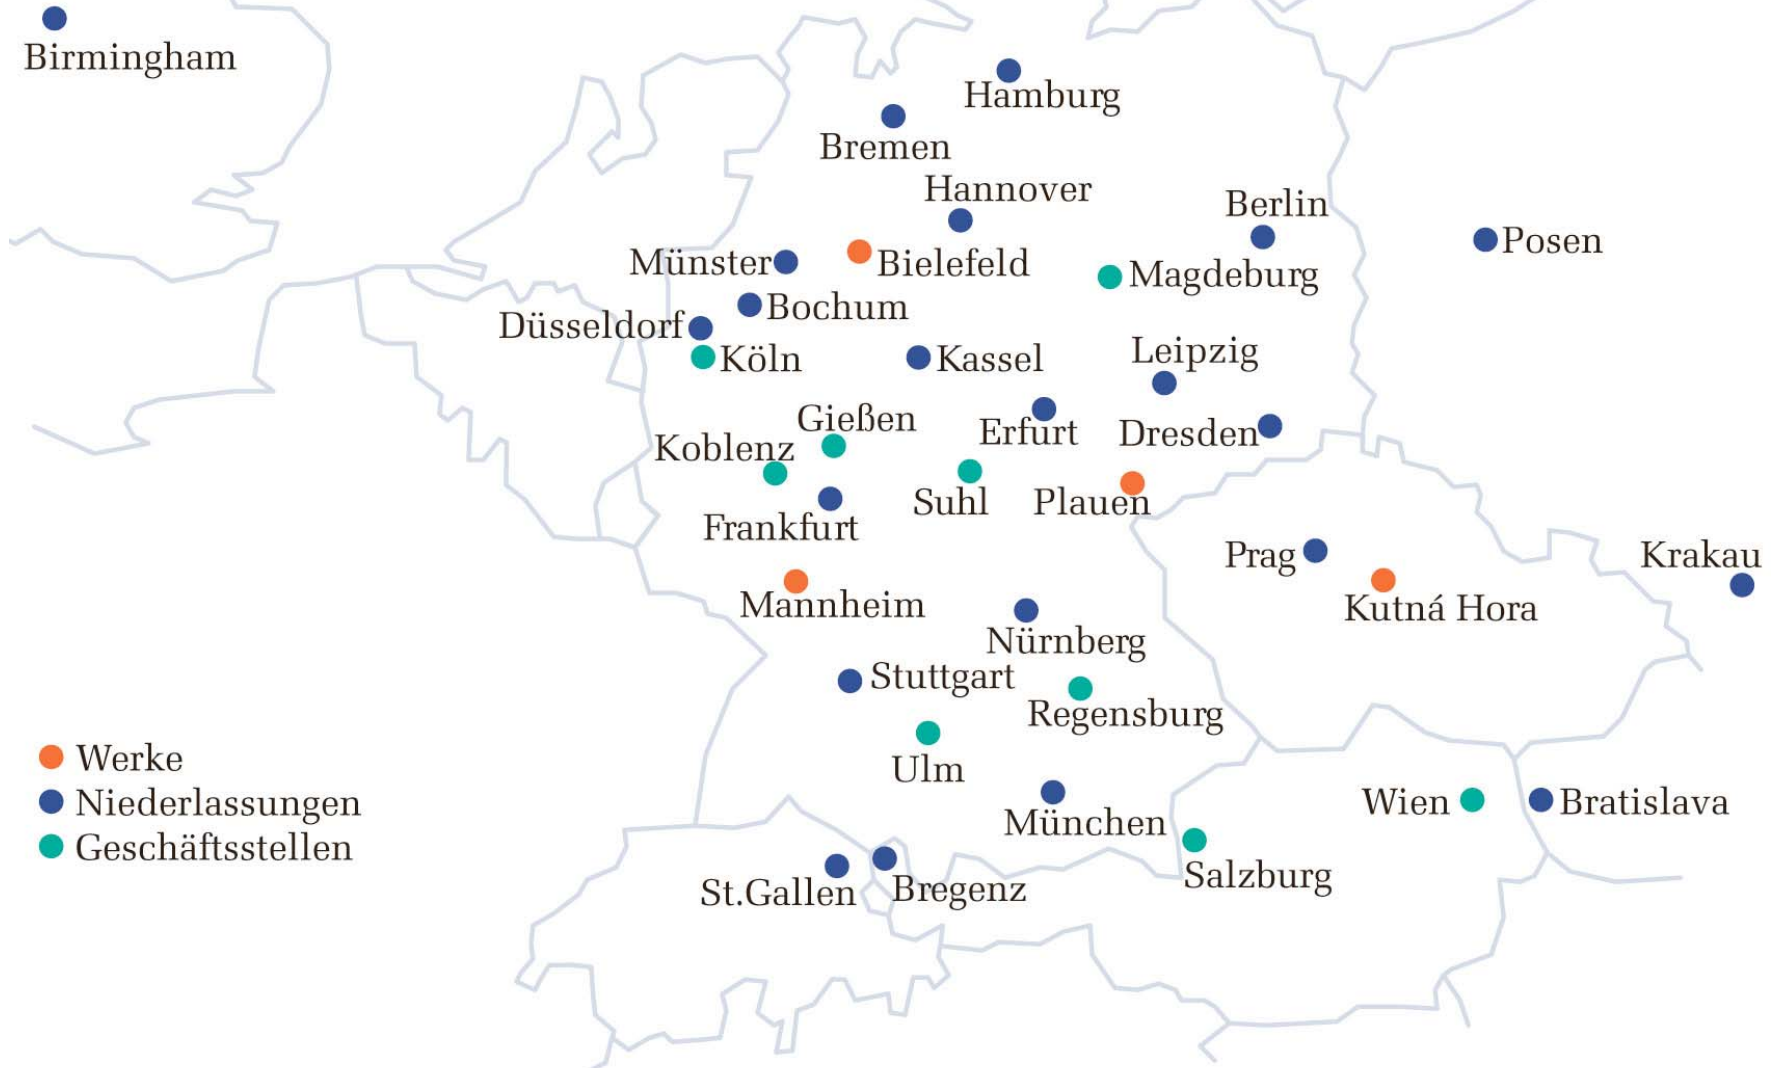 Birmingham
Hamburg
Bremen
Hannover
Berlin
Posen
Münster
Bielefeld
Magdeburg
Bochum
Düsseldorf
Köln
Kassel
Leipzig
Gießen
Erfurt
Dresden
Koblenz
Suhl
Plauen
Frankfurt
Prag
Krakau
Mannheim
Kutná Hora
Nürnberg
Stuttgart
Regensburg
Ulm
Werke
Niederlassungen
Geschäftsstellen
München
Wien
Bratislava
Salzburg
St.Gallen
Bregenz